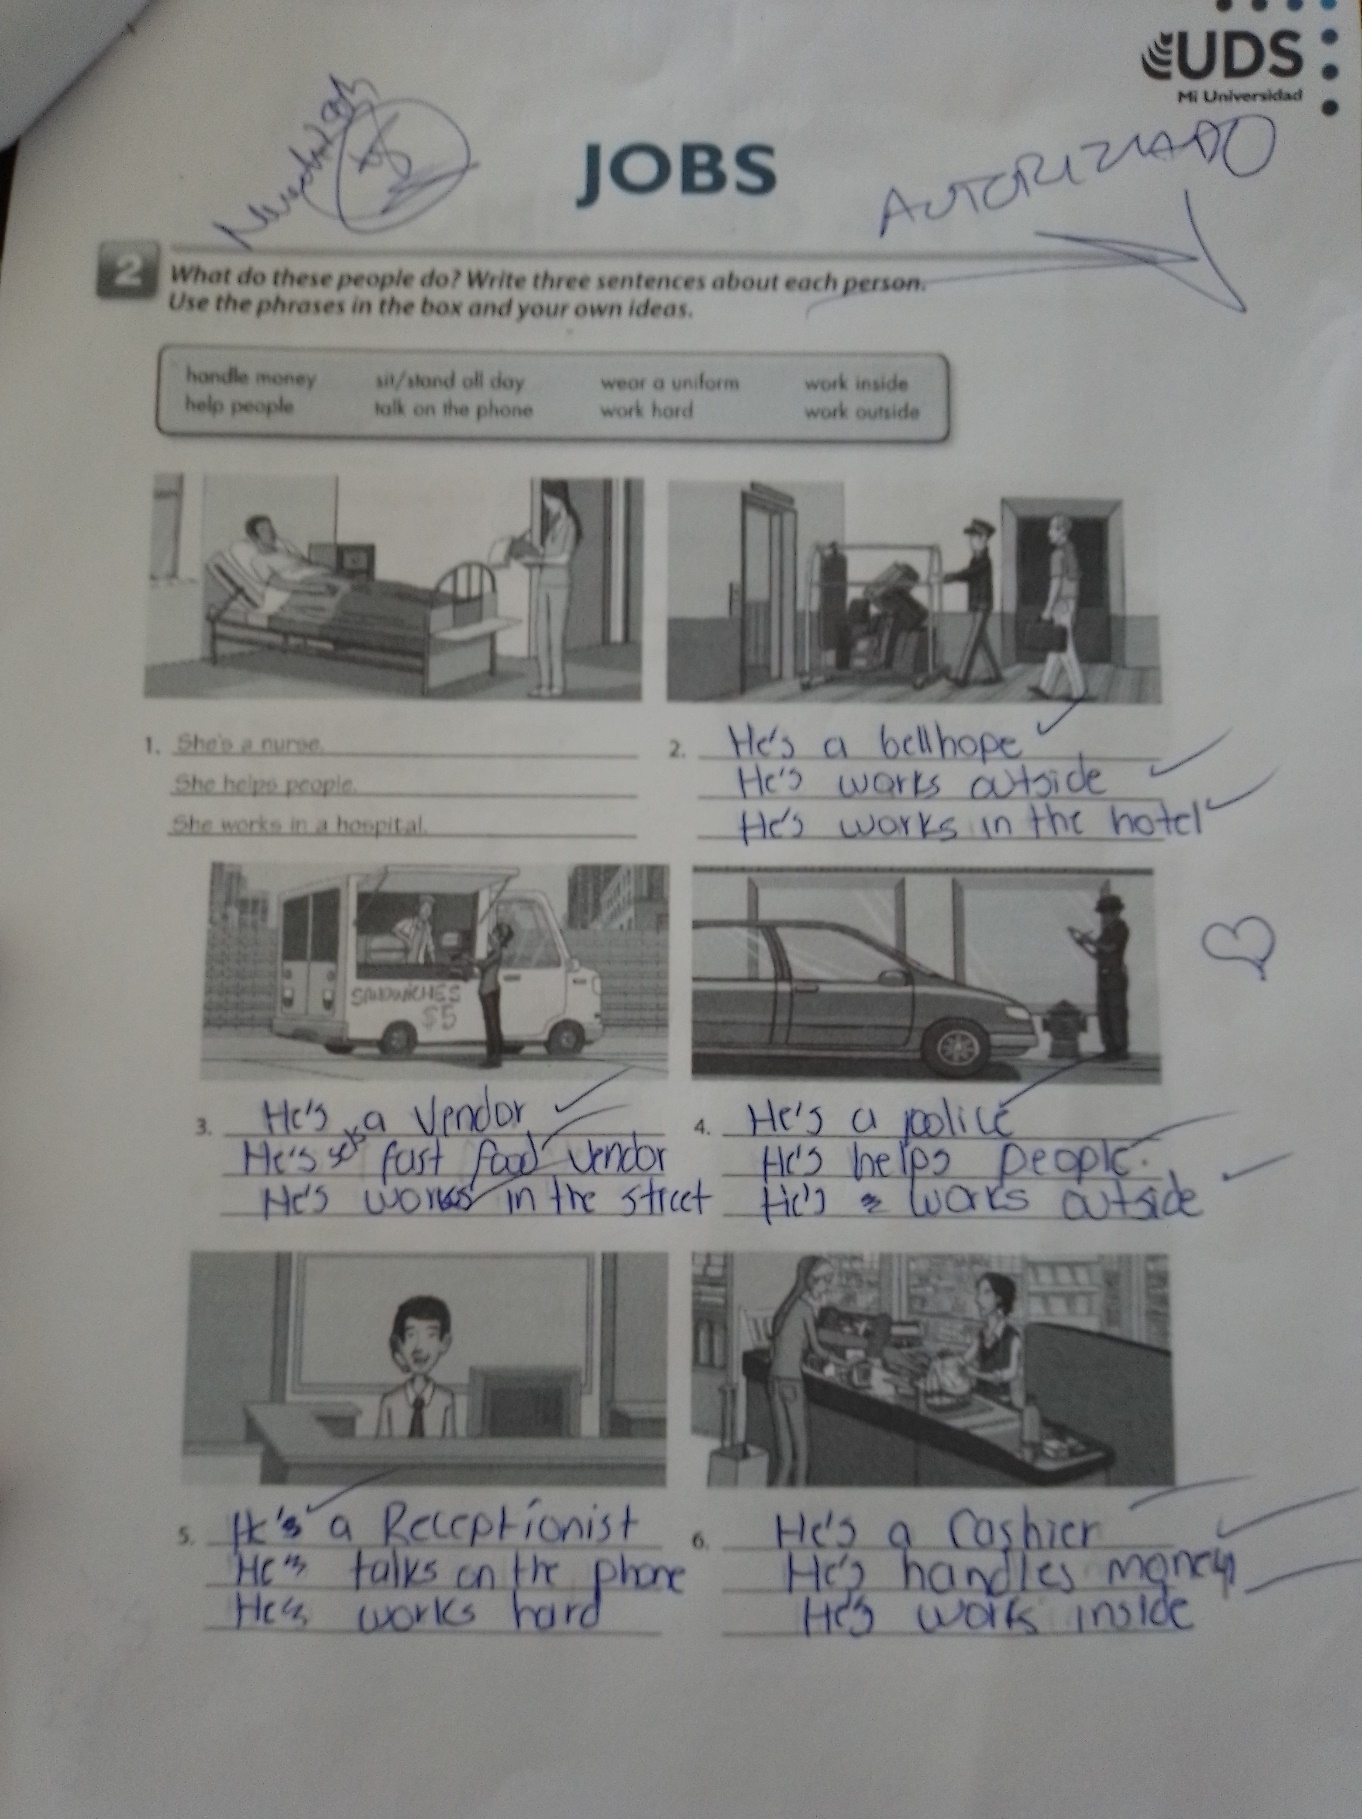 UDS
Mi Universidad
JOBS
AUTORIZADO
2
What do these people do? Write three sentences about each person.
Use the phrases in the box and your own ideas.
handle money sit/stand all day wear a uniform work inside
help people talk on the phone work hard work outside
1. She's a nurse.
She helps people.
She works in a hospital.
2. He's a bellhope
He's works outside
He's works in the hotel
SANDWICHES
$5
3. He's a Vendor
He's fast food vendor
He's works in the street
4. He's a police
He's helps people.
He's works outside
5. He's a Receptionist
He's talks on the phone
He's works hard
6. He's a Cashier
He's handles money
He's work inside